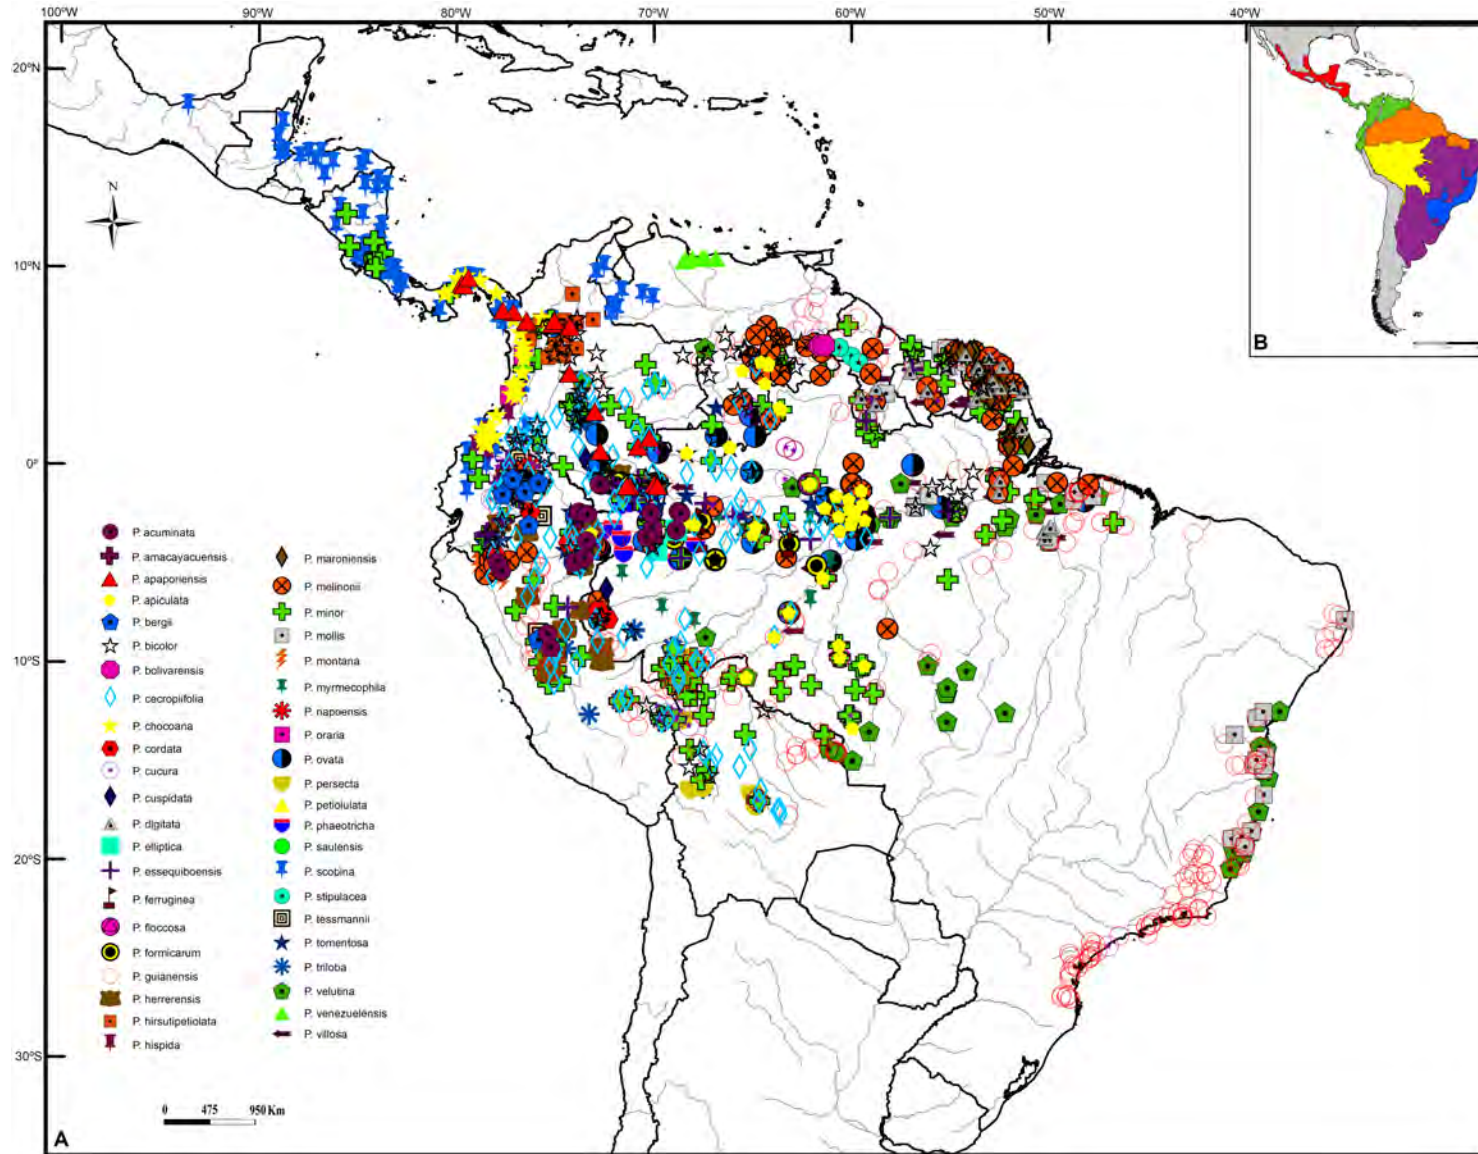 100°W 90°W 80°W 70°W 60°W 50°W 40°W
20°N
10°N
0°
10°S
20°S
30°S
N
B
P. acuminata
P. amacayacuensis
P. apaporiensis
P. apiculata
P. bergii
P. bicolor
P. bolivarensis
P. cecropiifolia
P. chocoana
P. cordata
P. cucura
P. cuspidata
P. digitata
P. elliptica
P. essequiboensis
P. ferruginea
P. floccosa
P. formicarum
P. guianensis
P. herrerensis
P. hirsutipetiolata
P. hispida
P. maroniensis
P. melinonii
P. minor
P. mollis
P. montana
P. myrmecophila
P. napoensis
P. oraria
P. ovata
P. persecta
P. petiolulata
P. phaeotricha
P. saulensis
P. scobina
P. stipulacea
P. tessmannii
P. tomentosa
P. triloba
P. velutina
P. venezuelensis
P. villosa
0 475 950 Km
A